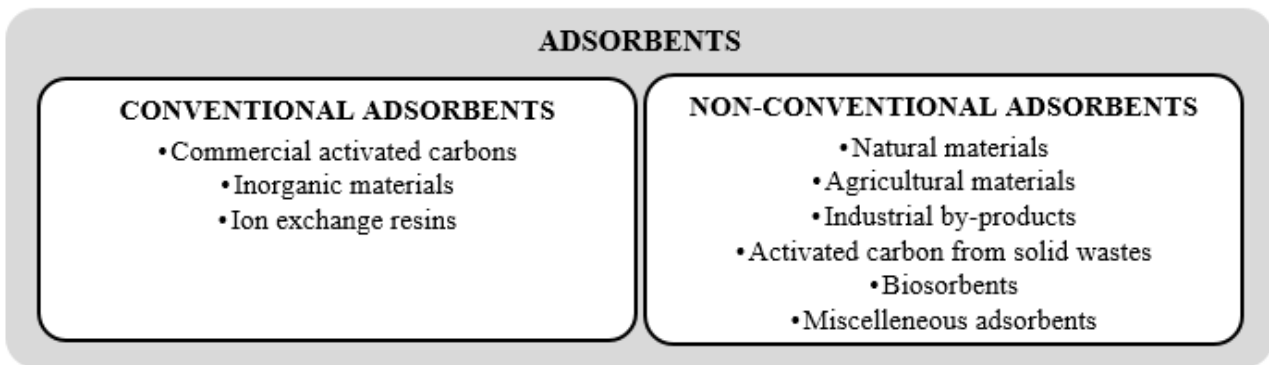 ADSORBENTS
CONVENTIONAL ADSORBENTS
•Commercial activated carbons
•Inorganic materials
•Ion exchange resins
NON-CONVENTIONAL ADSORBENTS
•Natural materials
•Agricultural materials
•Industrial by-products
•Activated carbon from solid wastes
•Biosorbents
•Miscelleneous adsorbents